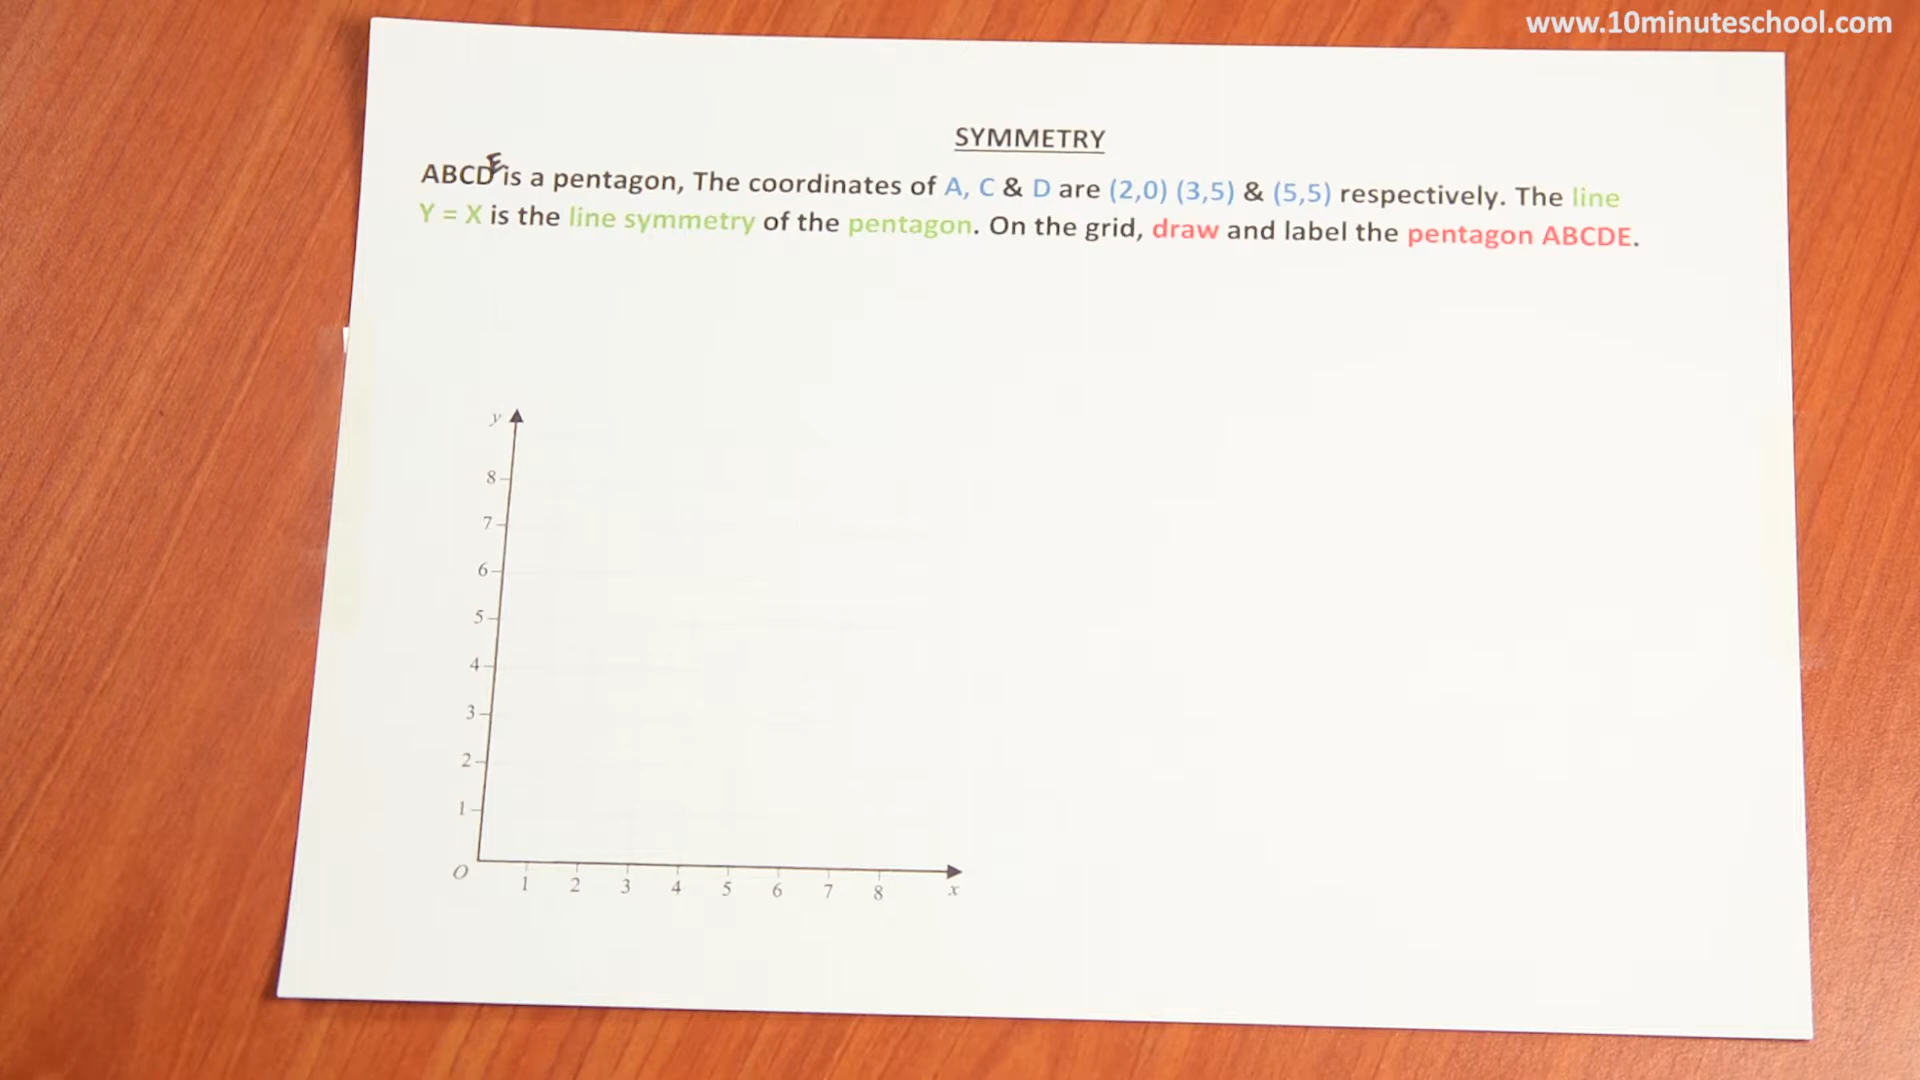 www.10minuteschool.com
SYMMETRY
ABCDE is a pentagon, The coordinates of A, C & D are (2,0) (3,5) & (5,5) respectively. The line
Y = X is the line symmetry of the pentagon. On the grid, draw and label the pentagon ABCDE.
y
8
7
6
5
4
3
2
1
O
1 2 3 4 5 6 7 8 x